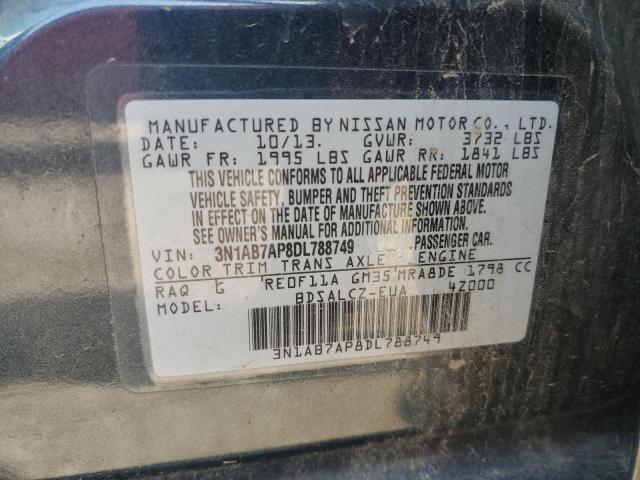 MANUFACTURED BY NISSAN MOTOR CO., LTD.
DATE: 10/13. GVWR: 3732 LBS
GAWR FR: 1995 LBS GAWR RR: 1841 LBS
THIS VEHICLE CONFORMS TO ALL APPLICABLE FEDERAL MOTOR
VEHICLE SAFETY, BUMPER AND THEFT PREVENTION STANDARDS
IN EFFECT ON THE DATE OF MANUFACTURE SHOWN ABOVE.
SEE OWNER'S MANUAL FOR ADDITIONAL INFORMATION.
VIN: 3N1AB7AP8DL788749 PASSENGER CAR.
COLOR TRIM TRANS AXLE ENGINE
RAQ G 'RE0F11A GM35'MRA8DE 1798 CC
MODEL: BDSALCZ-EUA 42000
3N1AB7AP8DL788749